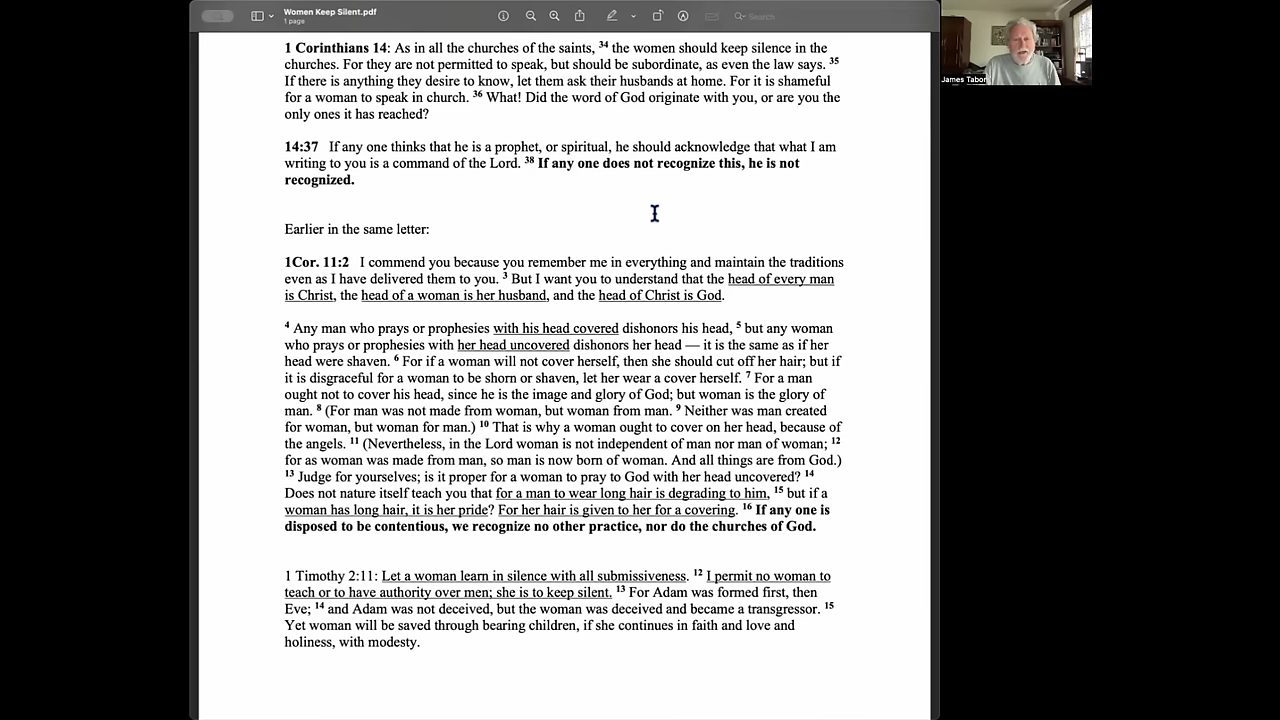 Women Keep Silent.pdf
1 page
Search
James Tabor
1 Corinthians 14: As in all the churches of the saints, 34 the women should keep silence in the
churches. For they are not permitted to speak, but should be subordinate, as even the law says. 35
If there is anything they desire to know, let them ask their husbands at home. For it is shameful
for a woman to speak in church. 36 What! Did the word of God originate with you, or are you the
only ones it has reached?
14:37 If any one thinks that he is a prophet, or spiritual, he should acknowledge that what I am
writing to you is a command of the Lord. 38 If any one does not recognize this, he is not
recognized.
Earlier in the same letter:
1Cor. 11:2 I commend you because you remember me in everything and maintain the traditions
even as I have delivered them to you. 3 But I want you to understand that the head of every man
is Christ, the head of a woman is her husband, and the head of Christ is God.
4 Any man who prays or prophesies with his head covered dishonors his head, 5 but any woman
who prays or prophesies with her head uncovered dishonors her head — it is the same as if her
head were shaven. 6 For if a woman will not cover herself, then she should cut off her hair; but if
it is disgraceful for a woman to be shorn or shaven, let her wear a cover herself. 7 For a man
ought not to cover his head, since he is the image and glory of God; but woman is the glory of
man. 8 (For man was not made from woman, but woman from man. 9 Neither was man created
for woman, but woman for man.) 10 That is why a woman ought to cover on her head, because of
the angels. 11 (Nevertheless, in the Lord woman is not independent of man nor man of woman; 12
for as woman was made from man, so man is now born of woman. And all things are from God.)
13 Judge for yourselves; is it proper for a woman to pray to God with her head uncovered? 14
Does not nature itself teach you that for a man to wear long hair is degrading to him, 15 but if a
woman has long hair, it is her pride? For her hair is given to her for a covering. 16 If any one is
disposed to be contentious, we recognize no other practice, nor do the churches of God.
1 Timothy 2:11: Let a woman learn in silence with all submissiveness. 12 I permit no woman to
teach or to have authority over men; she is to keep silent. 13 For Adam was formed first, then
Eve; 14 and Adam was not deceived, but the woman was deceived and became a transgressor. 15
Yet woman will be saved through bearing children, if she continues in faith and love and
holiness, with modesty.